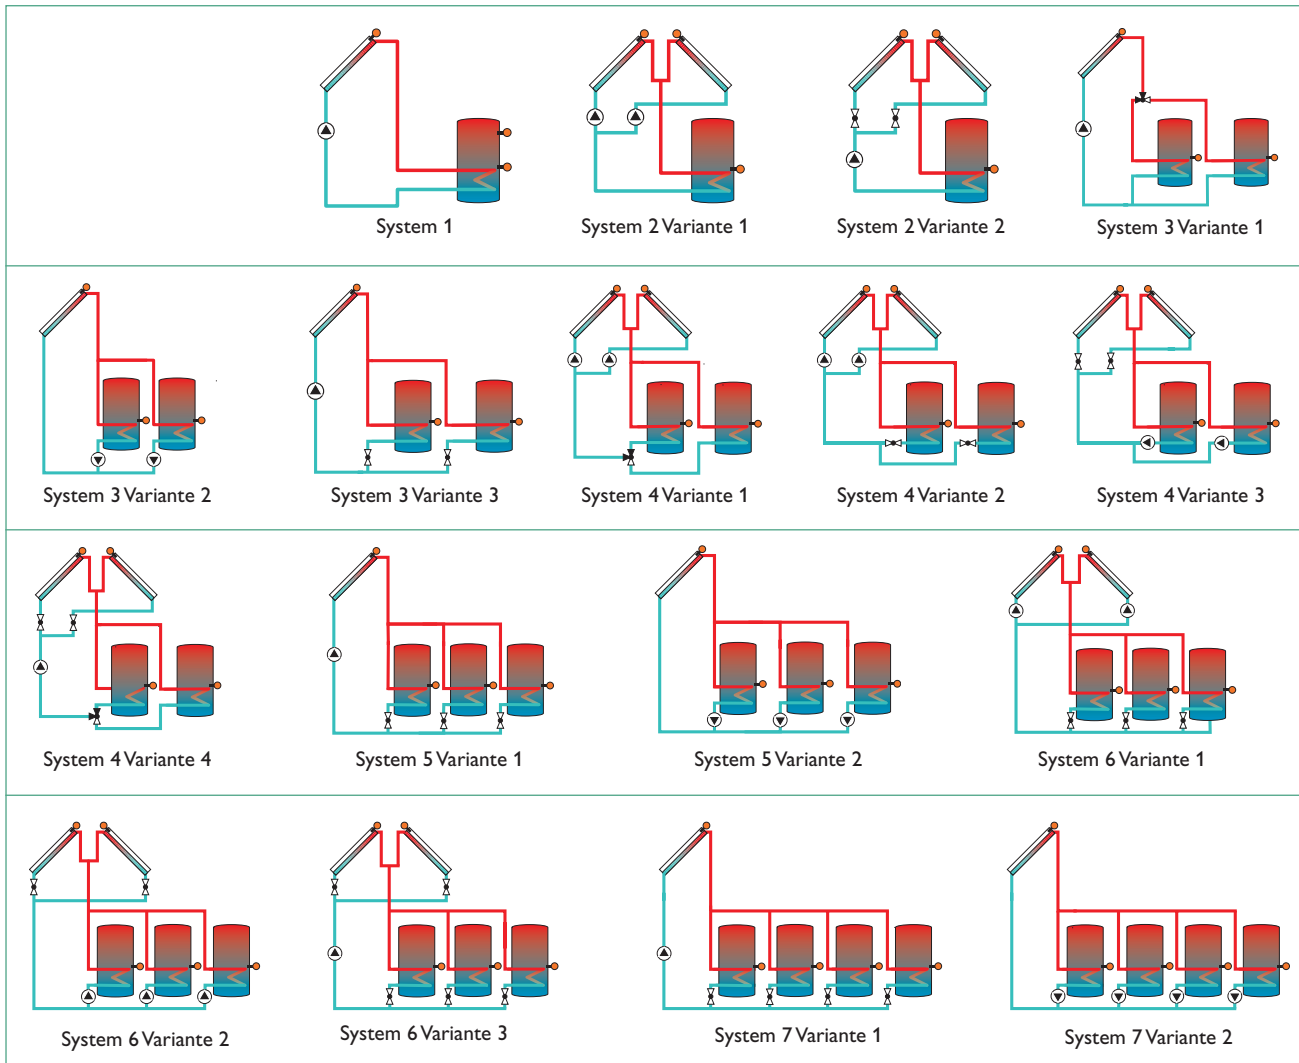 System 1
System 2 Variante 1
System 2 Variante 2
System 3 Variante 1
System 3 Variante 2
System 3 Variante 3
System 4 Variante 1
System 4 Variante 2
System 4 Variante 3
System 4 Variante 4
System 5 Variante 1
System 5 Variante 2
System 6 Variante 1
System 6 Variante 2
System 6 Variante 3
System 7 Variante 1
System 7 Variante 2